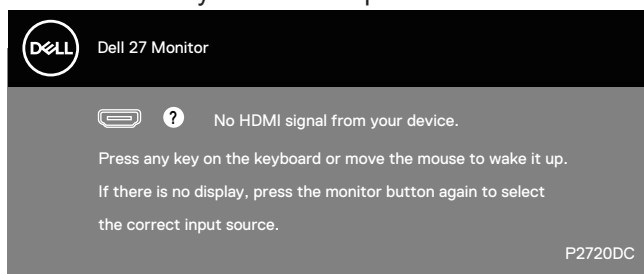 DELL
Dell 27 Monitor
? No HDMI signal from your device.
Press any key on the keyboard or move the mouse to wake it up.
If there is no display, press the monitor button again to select
the correct input source.
P2720DC